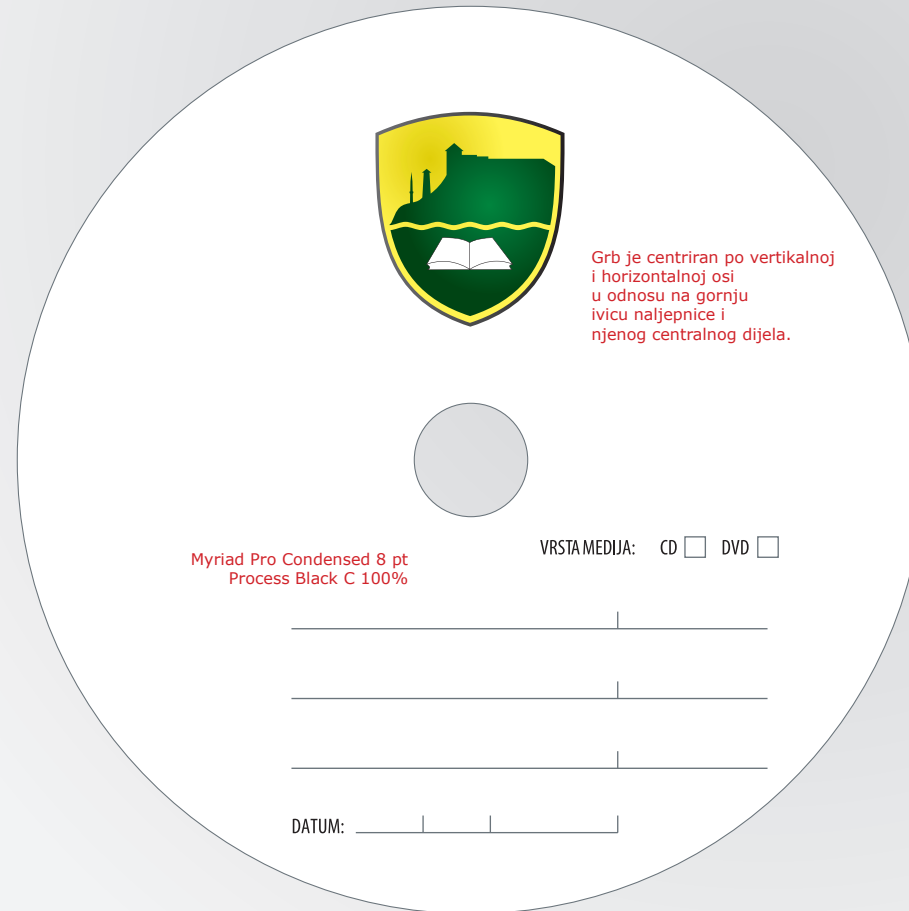 Grb je centriran po vertikalnoj
i horizontalnoj osi
u odnosu na gornju
ivicu naljepnice i
njenog centralnog dijela.
VRSTA MEDIJA: CD DVD
Myriad Pro Condensed 8 pt
Process Black C 100%
DATUM: